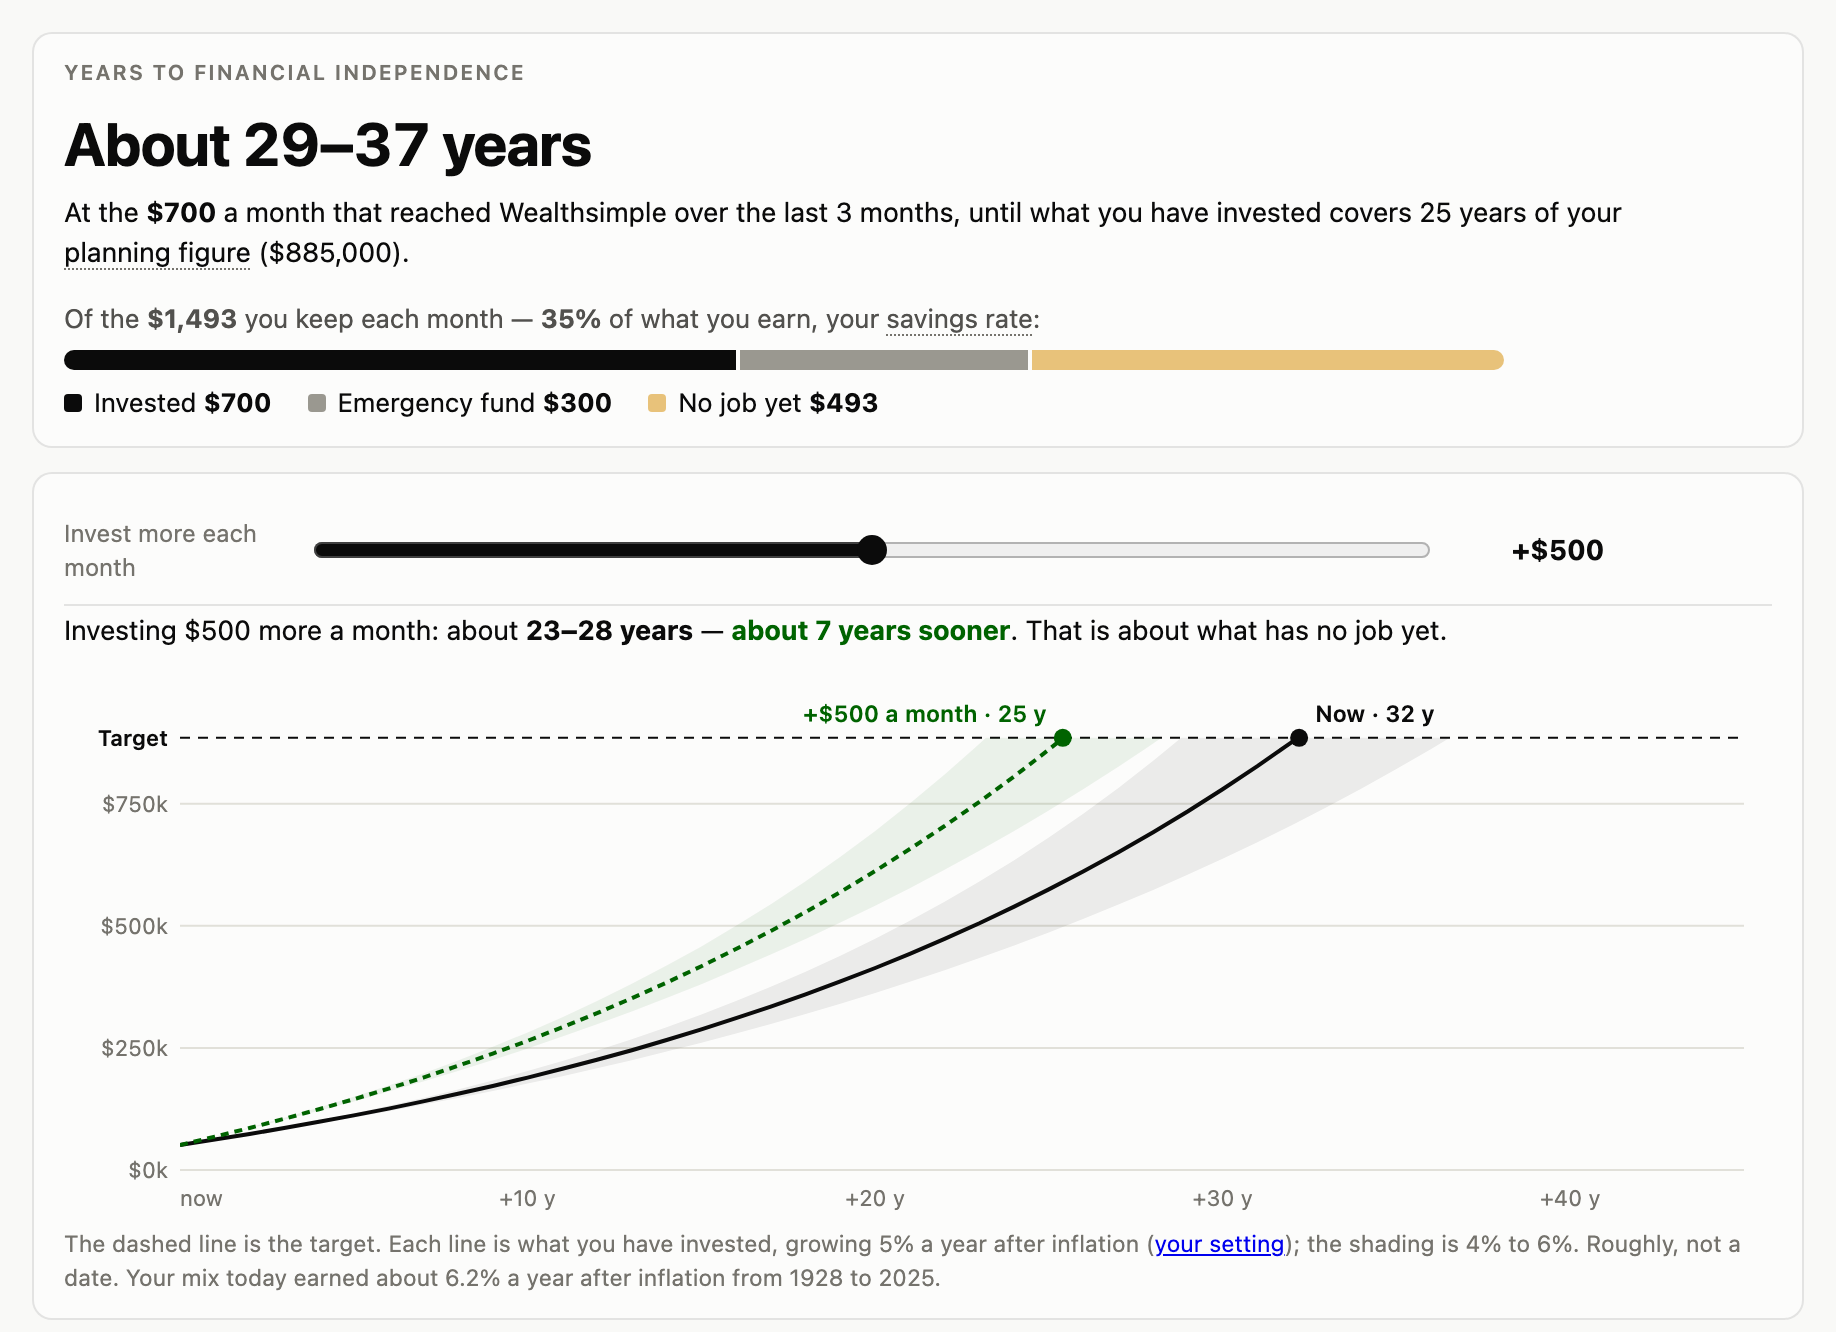 YEARS TO FINANCIAL INDEPENDENCE
About 29–37 years
At the $700 a month that reached Wealthsimple over the last 3 months, until what you have invested covers 25 years of your
planning figure ($885,000).
Of the $1,493 you keep each month — 35% of what you earn, your savings rate:
Invested $700 Emergency fund $300 No job yet $493
Invest more each
month
+$500
Investing $500 more a month: about 23–28 years — about 7 years sooner. That is about what has no job yet.
+$500 a month · 25 y
Now · 32 y
Target
$750k
$500k
$250k
$0k
now +10 y +20 y +30 y +40 y
The dashed line is the target. Each line is what you have invested, growing 5% a year after inflation (your setting); the shading is 4% to 6%. Roughly, not a
date. Your mix today earned about 6.2% a year after inflation from 1928 to 2025.